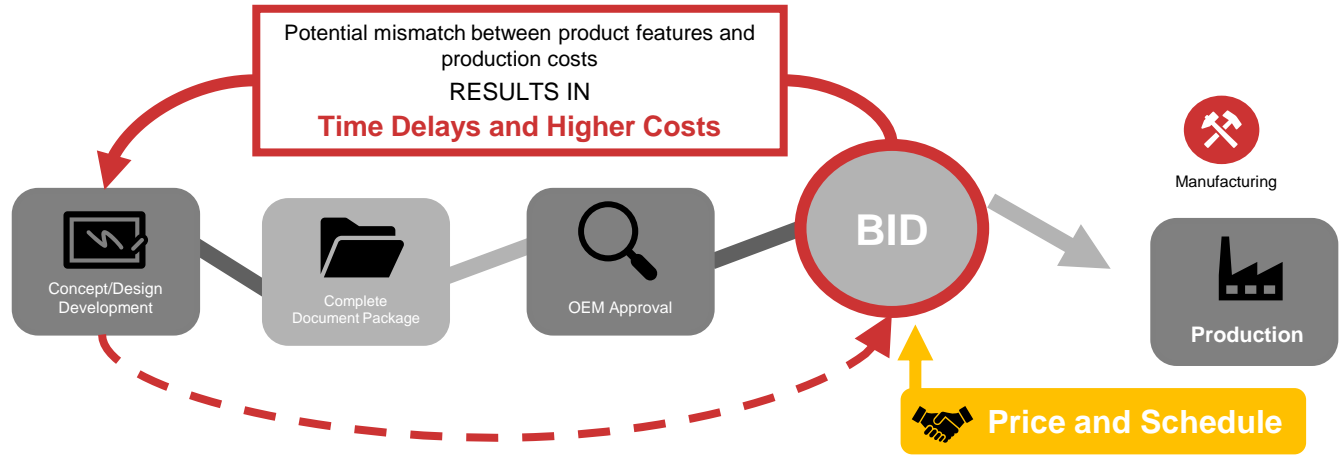 Potential mismatch between product features and
production costs
RESULTS IN
Time Delays and Higher Costs
Manufacturing
Concept/Design
Development
Complete
Document Package
OEM Approval
BID
Production
Price and Schedule